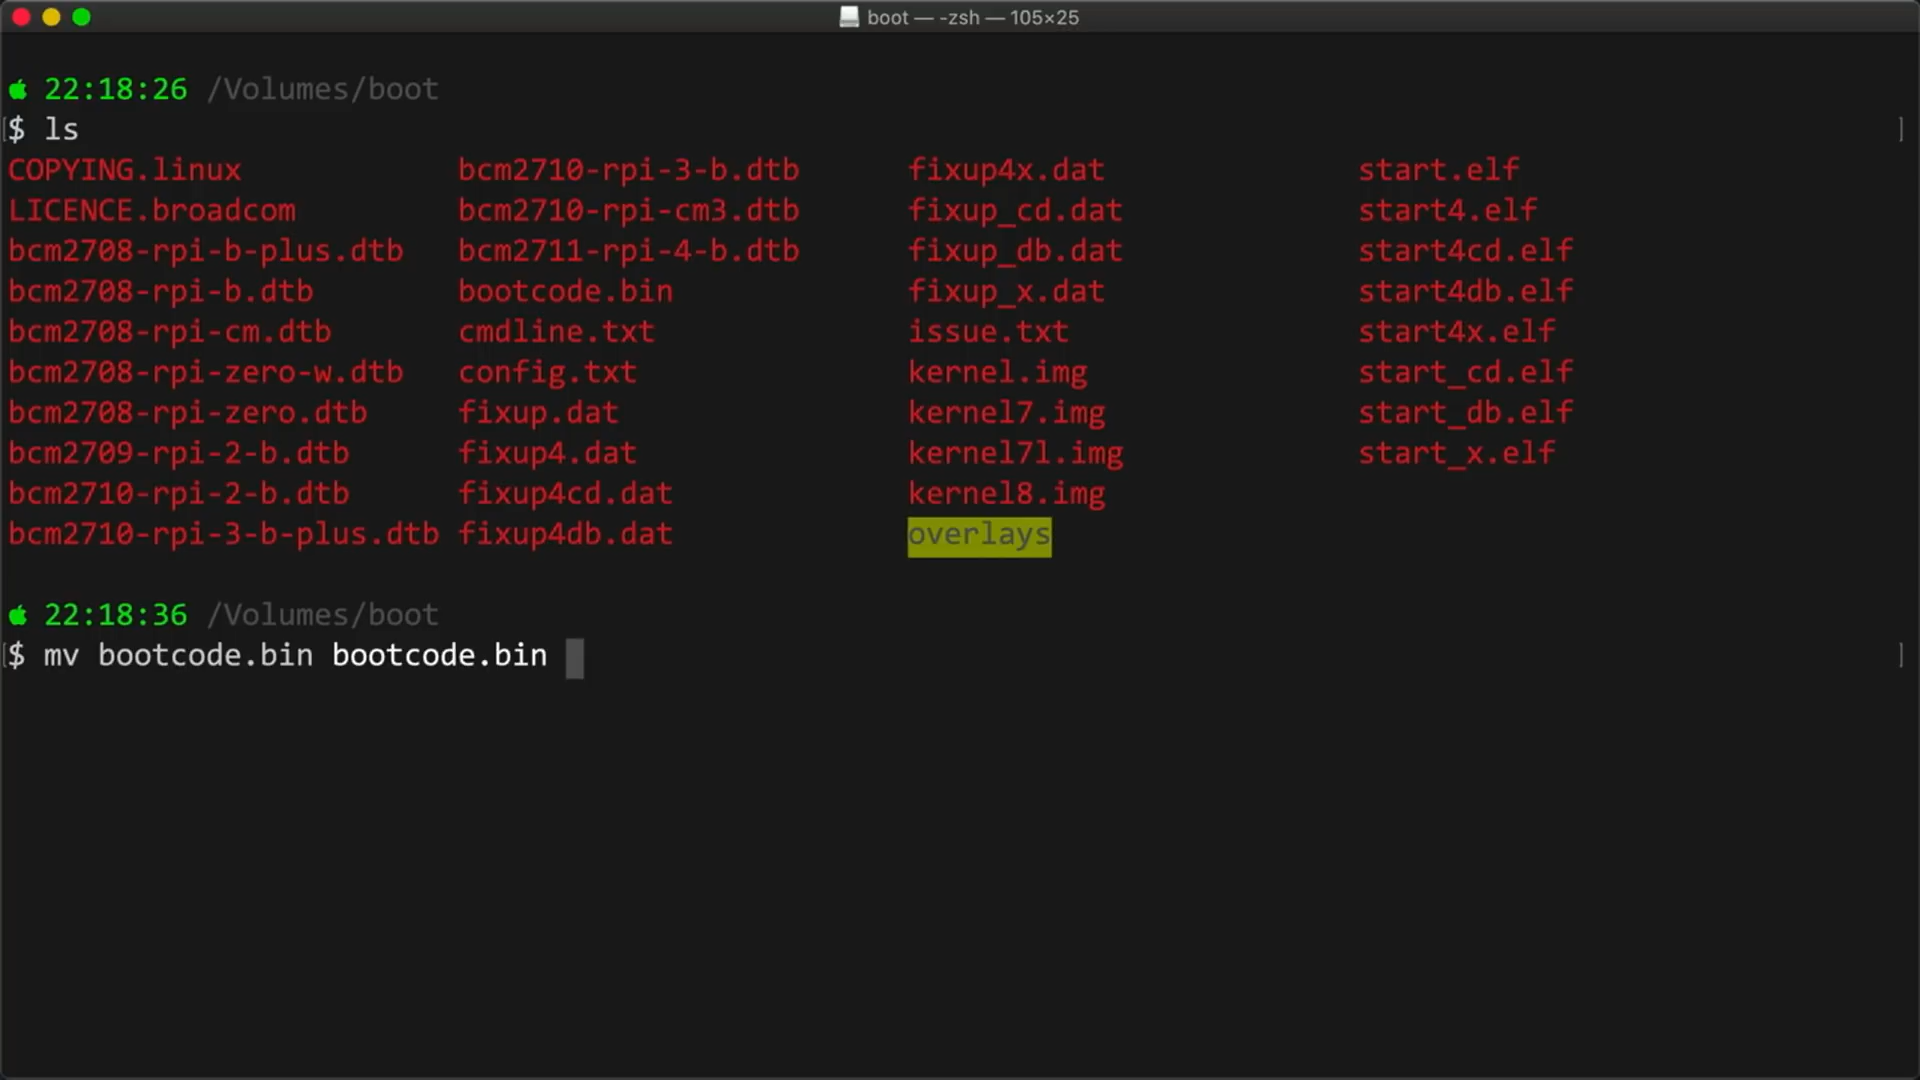 boot — -zsh — 105×25
22:18:26 /Volumes/boot
[$ ls ]
COPYING.linux bcm2710-rpi-3-b.dtb fixup4x.dat start.elf
LICENCE.broadcom bcm2710-rpi-cm3.dtb fixup_cd.dat start4.elf
bcm2708-rpi-b-plus.dtb bcm2711-rpi-4-b.dtb fixup_db.dat start4cd.elf
bcm2708-rpi-b.dtb bootcode.bin fixup_x.dat start4db.elf
bcm2708-rpi-cm.dtb cmdline.txt issue.txt start4x.elf
bcm2708-rpi-zero-w.dtb config.txt kernel.img start_cd.elf
bcm2708-rpi-zero.dtb fixup.dat kernel7.img start_db.elf
bcm2709-rpi-2-b.dtb fixup4.dat kernel7l.img start_x.elf
bcm2710-rpi-2-b.dtb fixup4cd.dat kernel8.img
bcm2710-rpi-3-b-plus.dtb fixup4db.dat overlays
22:18:36 /Volumes/boot
[$ mv bootcode.bin bootcode.bin ]